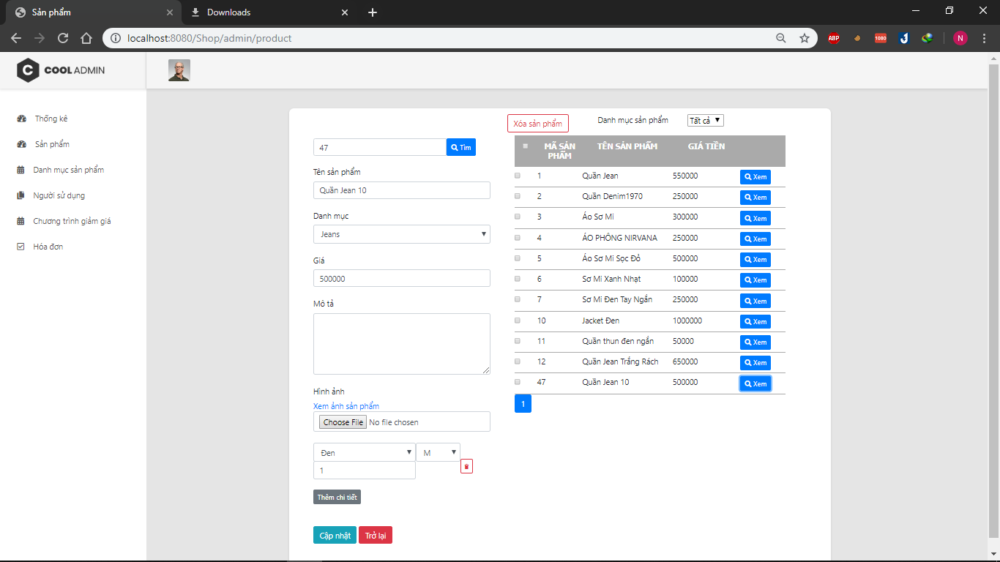 Sản phẩm
Downloads
localhost:8080/Shop/admin/product
ABP
1080
N
C COOL ADMIN
Thống kê
Sản phẩm
Danh mục sản phẩm
Người sử dụng
Chương trình giảm giá
Hóa đơn
47 Tìm
Tên sản phẩm
Quần Jean 10
Danh mục
Jeans
Giá
500000
Mô tả
Hình ảnh
Xem ảnh sản phẩm
Choose File No file chosen
Đen M
1
Thêm chi tiết
Cập nhật Trở lại
Xóa sản phẩm Danh mục sản phẩm Tất cả
MÃ SẢN PHẨM TÊN SẢN PHẨM GIÁ TIỀN
1 Quần Jean 550000 Xem
2 Quần Denim1970 250000 Xem
3 Áo Sơ Mi 300000 Xem
4 ÁO PHÔNG NIRVANA 250000 Xem
5 Áo Sơ Mi Sọc Đỏ 500000 Xem
6 Sơ Mi Xanh Nhạt 100000 Xem
7 Sơ Mi Đen Tay Ngắn 250000 Xem
10 Jacket Đen 1000000 Xem
11 Quần thun đen ngắn 50000 Xem
12 Quần Jean Trắng Rách 650000 Xem
47 Quần Jean 10 500000 Xem
1